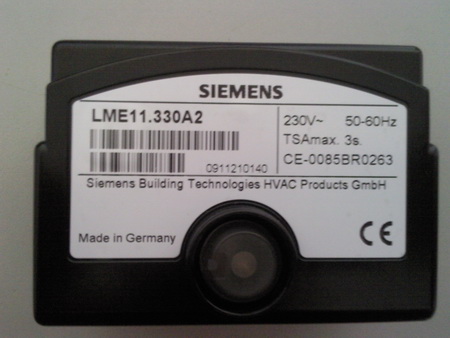 SIEMENS
LME11.330A2
230V~ 50-60Hz
TSAmax. 3s.
CE-0085BR0263
0911210140
Siemens Building Technologies HVAC Products GmbH
Made in Germany
CE